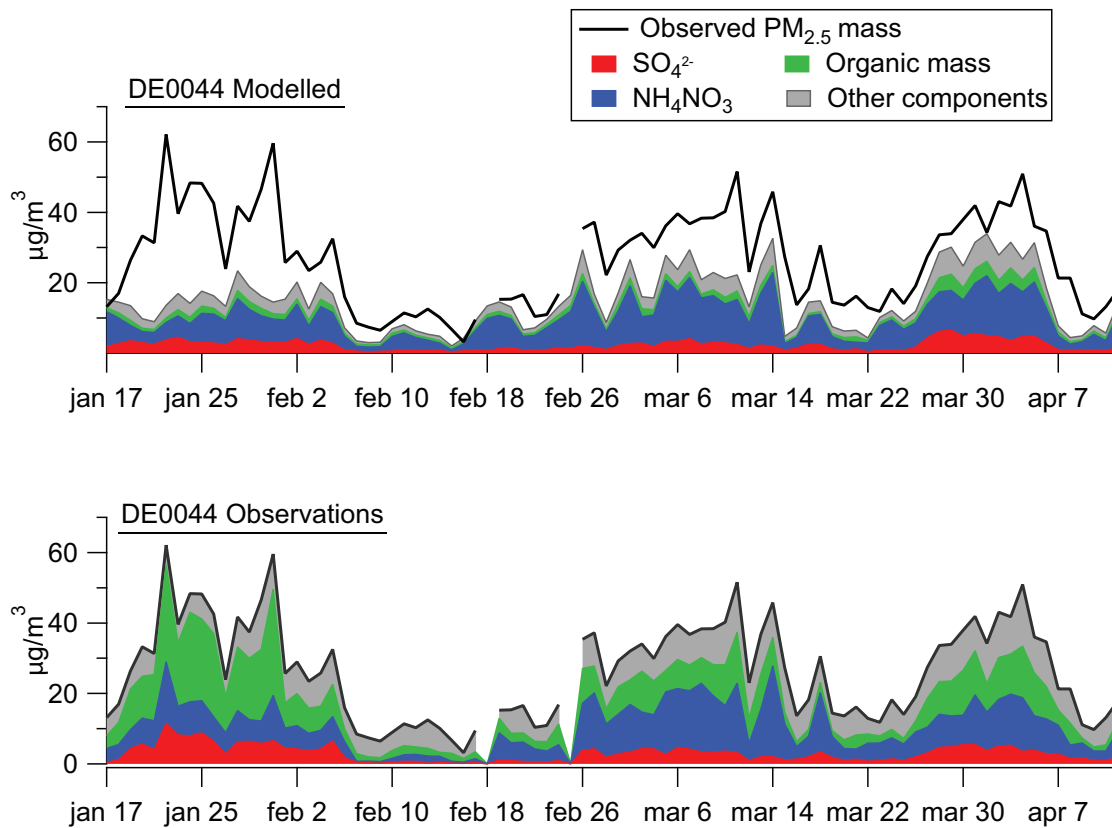 Observed PM2.5 mass
SO4²⁻ Organic mass
NH4NO3 Other components
DE0044 Modelled
60
40
20
µg/m³
jan 17 jan 25 feb 2 feb 10 feb 18 feb 26 mar 6 mar 14 mar 22 mar 30 apr 7
DE0044 Observations
60
40
20
0
µg/m³
jan 17 jan 25 feb 2 feb 10 feb 18 feb 26 mar 6 mar 14 mar 22 mar 30 apr 7